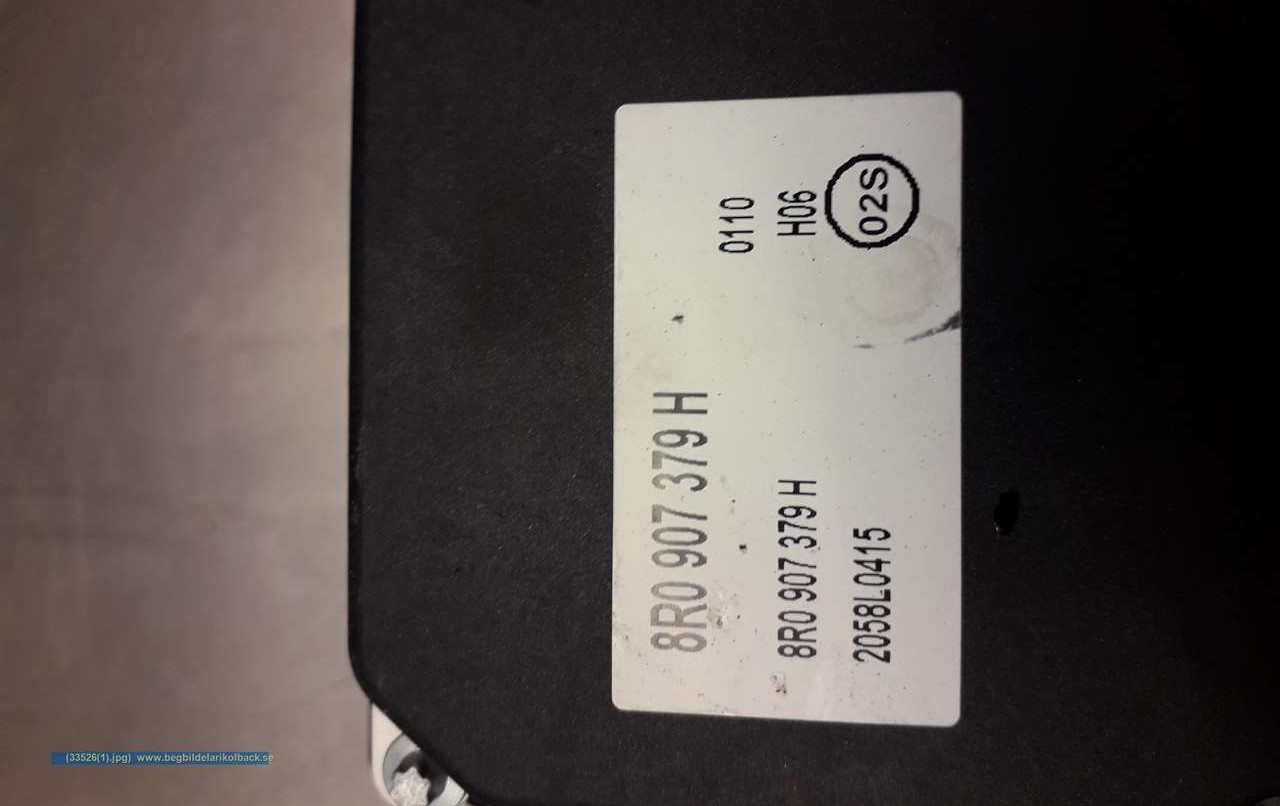 8R0 907 379 H
0110
8R0 907 379 H
H06
2058L0415
02S
(33526(1).jpg) www.begbildelarikolback.se